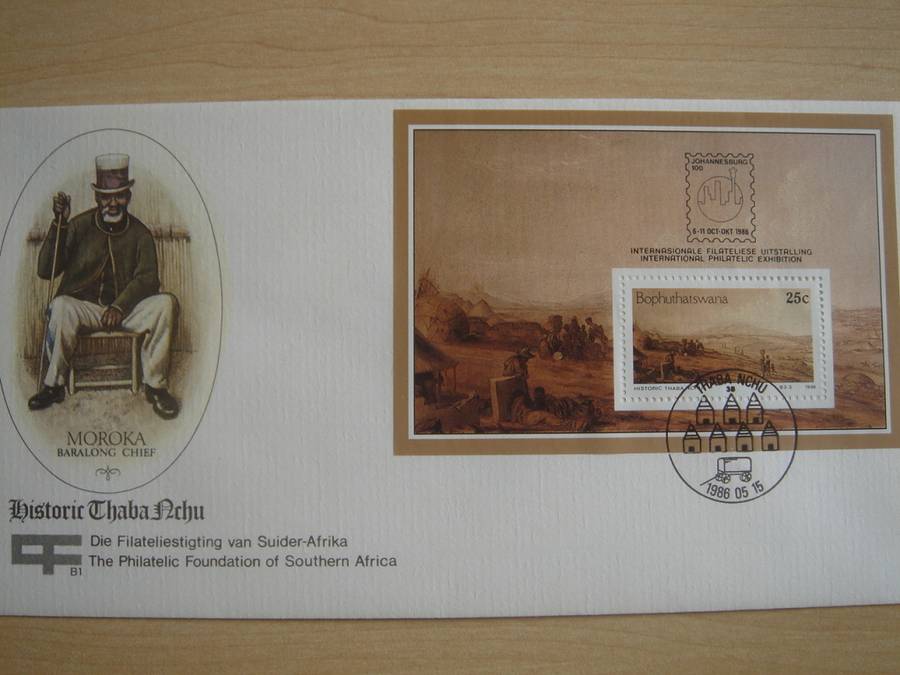 MOROKA
BARALONG CHIEF
Historic Thaba Nchu
Die Filateliestigting van Suider-Afrika
The Philatelic Foundation of Southern Africa
B1
JOHANNESBURG
100
6-11 OCT-OKT 1986
INTERNASIONALE FILATELIESE UITSTALLING
INTERNATIONAL PHILATELIC EXHIBITION
Bophuthatswana 25c
HISTORIC THABA 1986
THABA NCHU
38
1986 05 15